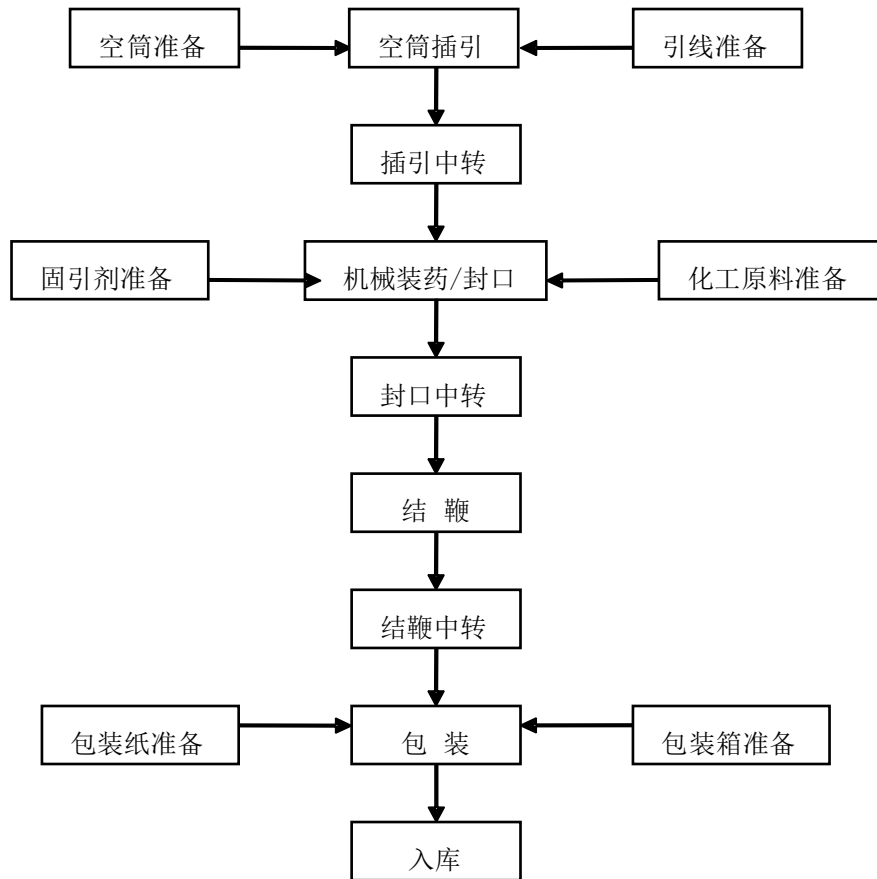 空筒准备
空筒插引
引线准备
插引中转
固引剂准备
机械装药/封口
化工原料准备
封口中转
结 鞭
结鞭中转
包装纸准备
包 装
包装箱准备
入库